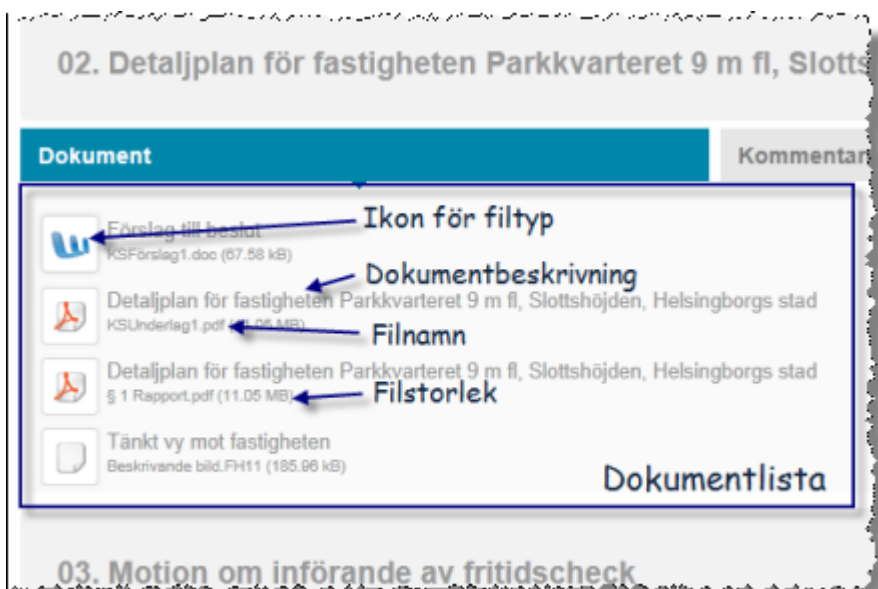 02. Detaljplan för fastigheten Parkkvarteret 9 m fl, Slotts
Dokument
Kommentar
Förslag till beslut
Ikon för filtyp
KSFörslag1.doc (67.58 kB)
Dokumentbeskrivning
Detaljplan för fastigheten Parkkvarteret 9 m fl, Slottshöjden, Helsingborgs stad
KSUnderlag1.pdf MB)
Filnamn
Detaljplan för fastigheten Parkkvarteret 9 m fl, Slottshöjden, Helsingborgs stad
§ 1 Rapport.pdf (11.05 MB)
Filstorlek
Tänkt vy mot fastigheten
Beskrivande bild.FH11 (185.96 kB)
Dokumentlista
03. Motion om införande av fritidscheck